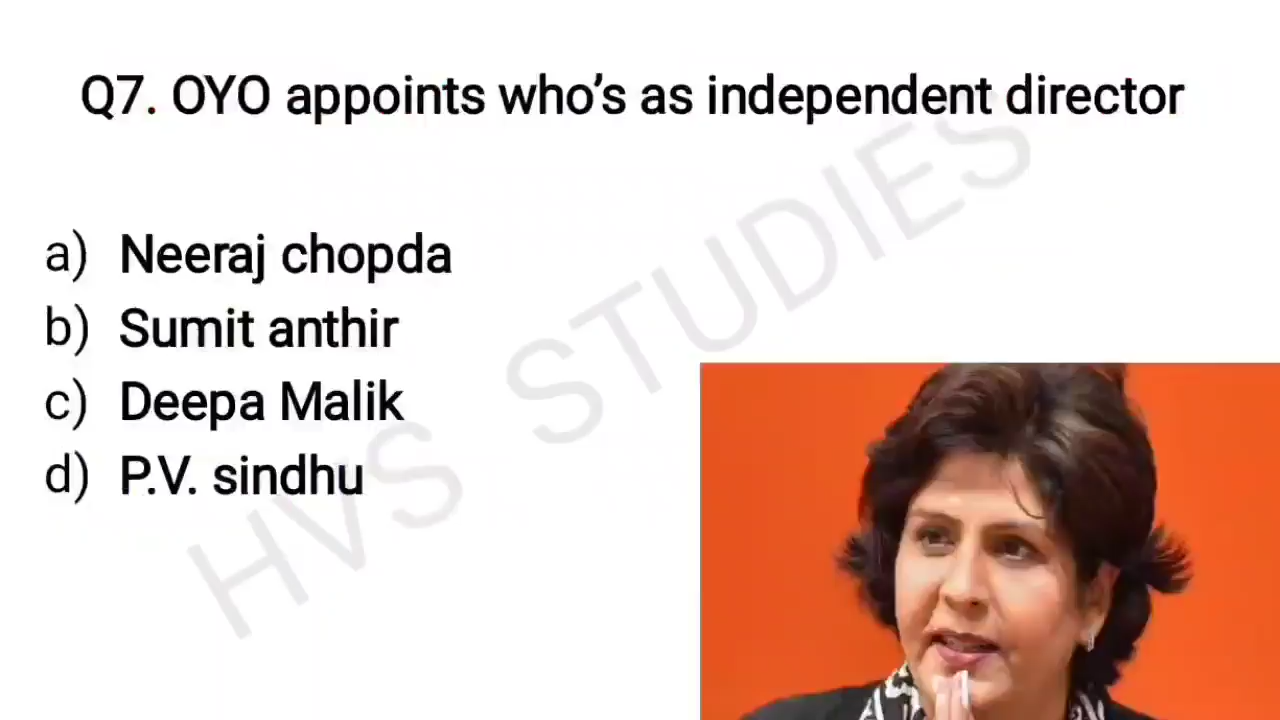 Q7. OYO appoints who's as independent director
a) Neeraj chopda
b) Sumit anthir
c) Deepa Malik
d) P.V. sindhu
HVS STUDIES